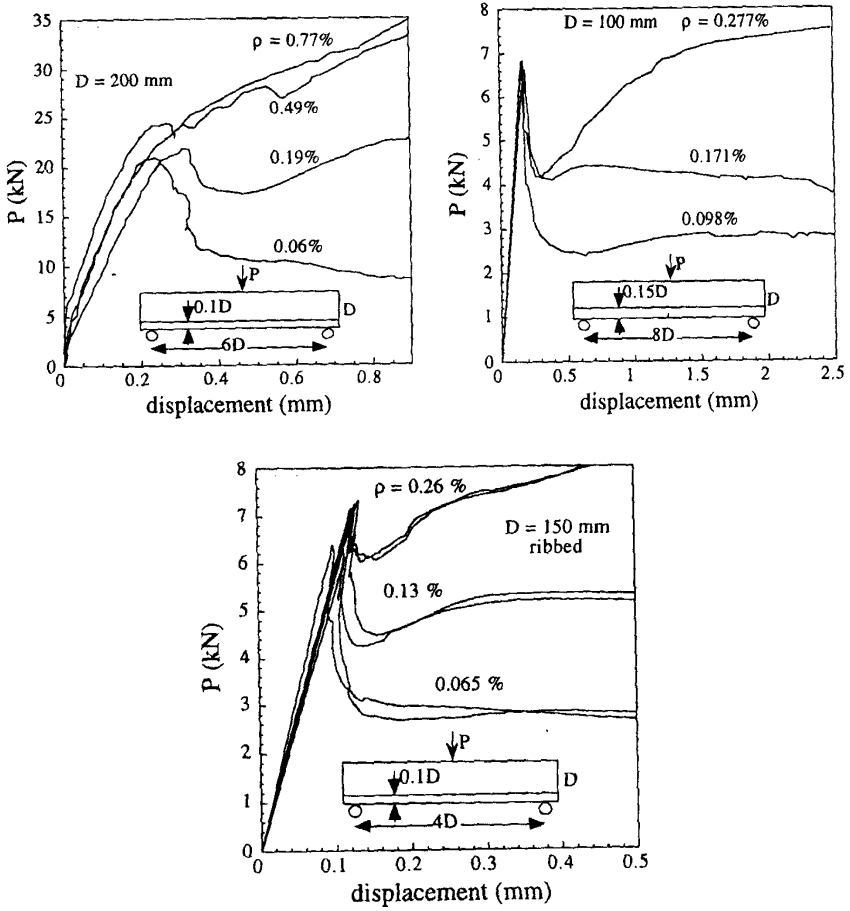 35
30
25
20
15
10
5
0
P (kN)
D = 200 mm
ρ = 0.77%
0.49%
0.19%
0.06%
P
0.1D
D
6D
0
0.2
0.4
0.6
0.8
displacement (mm)
8
7
6
5
4
3
2
1
0
P (kN)
D = 100 mm
ρ = 0.277%
0.171%
0.098%
P
0.15D
D
8D
0
0.5
1
1.5
2
2.5
displacement (mm)
8
7
6
5
4
3
2
1
0
P (kN)
ρ = 0.26 %
D = 150 mm
ribbed
0.13 %
0.065 %
P
0.1D
D
4D
0
0.1
0.2
0.3
0.4
0.5
displacement (mm)